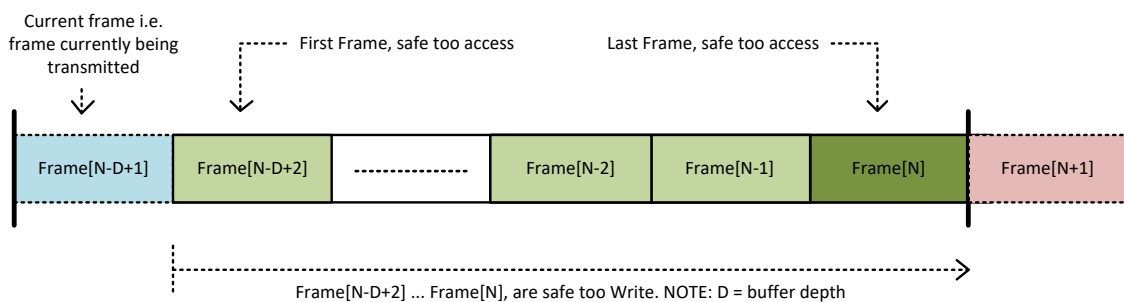 Current frame i.e.
frame currently being
transmitted
First Frame, safe too access
Last Frame, safe too access
Frame[N-D+1]
Frame[N-D+2]
Frame[N-2]
Frame[N-1]
Frame[N]
Frame[N+1]
Frame[N-D+2] ... Frame[N], are safe too Write. NOTE: D = buffer depth